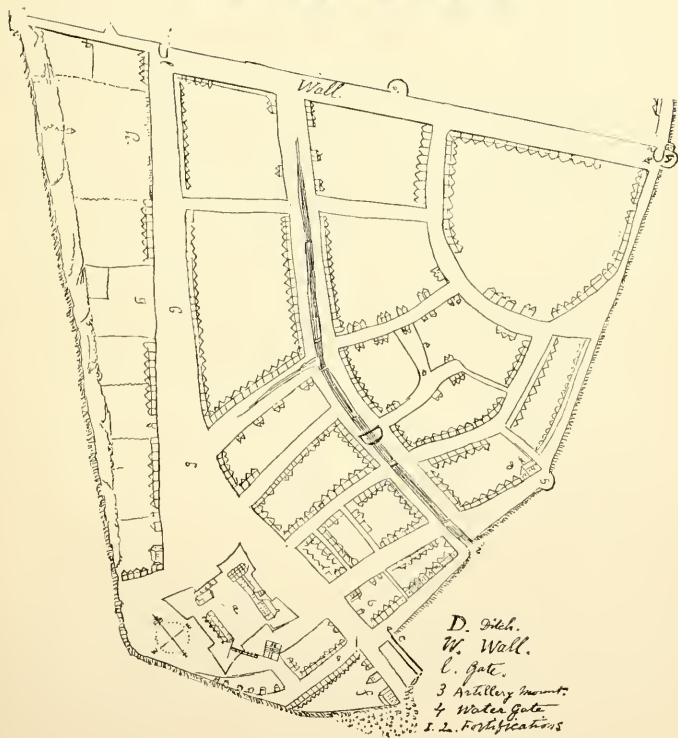 Wall.
G
g
D. Ditch.
W. Wall.
C. Gate.
3 Artillery mount.
4 Water Gate
1. 2. Fortifications